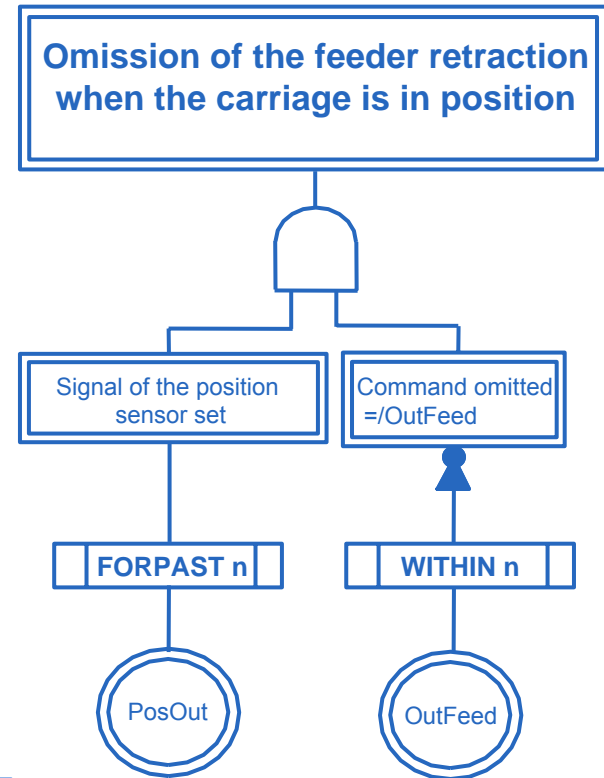 Omission of the feeder retraction
when the carriage is in position
Signal of the position
sensor set
Command omitted
=/OutFeed
FORPAST n
WITHIN n
PosOut
OutFeed